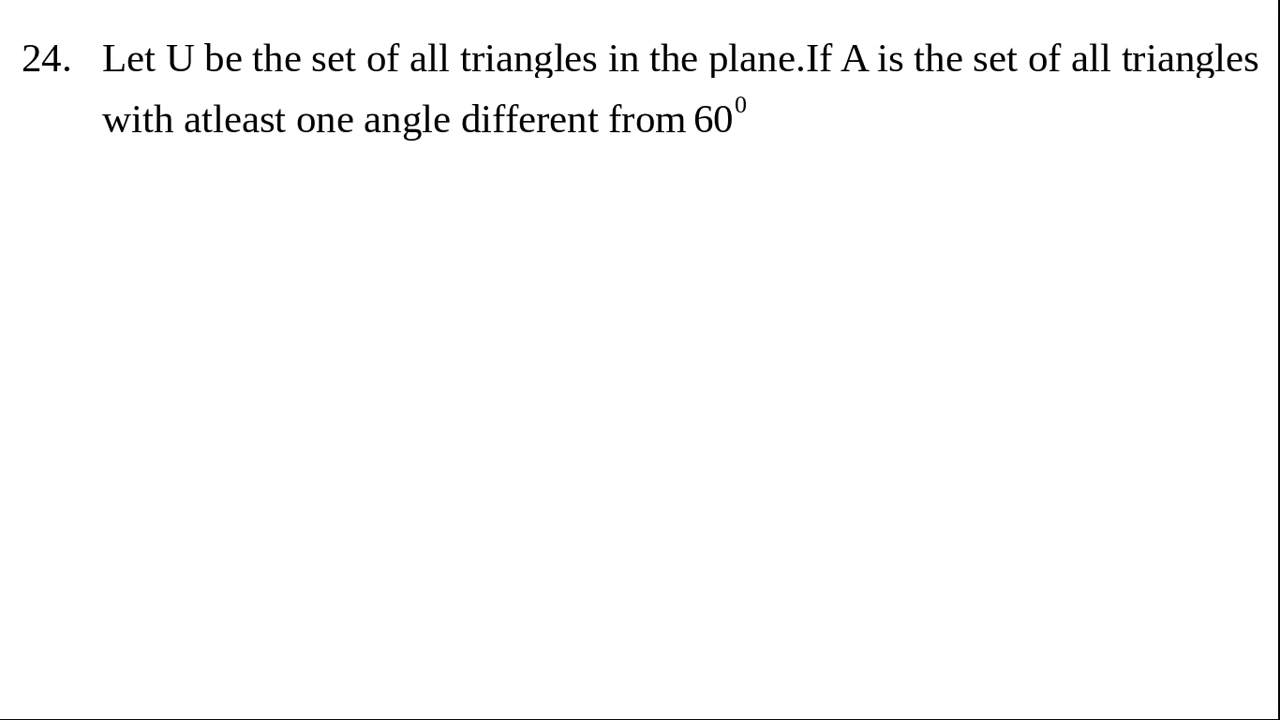 24. Let U be the set of all triangles in the plane.If A is the set of all triangles
with atleast one angle different from 60⁰